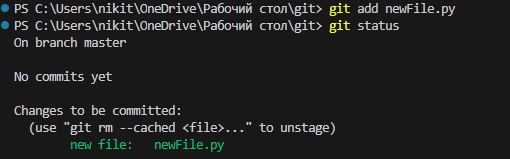 PS C:\Users\nikit\OneDrive\Рабочий стол\git> git add newFile.py
PS C:\Users\nikit\OneDrive\Рабочий стол\git> git status
On branch master
No commits yet
Changes to be committed:
(use "git rm --cached <file>..." to unstage)
new file:   newFile.py